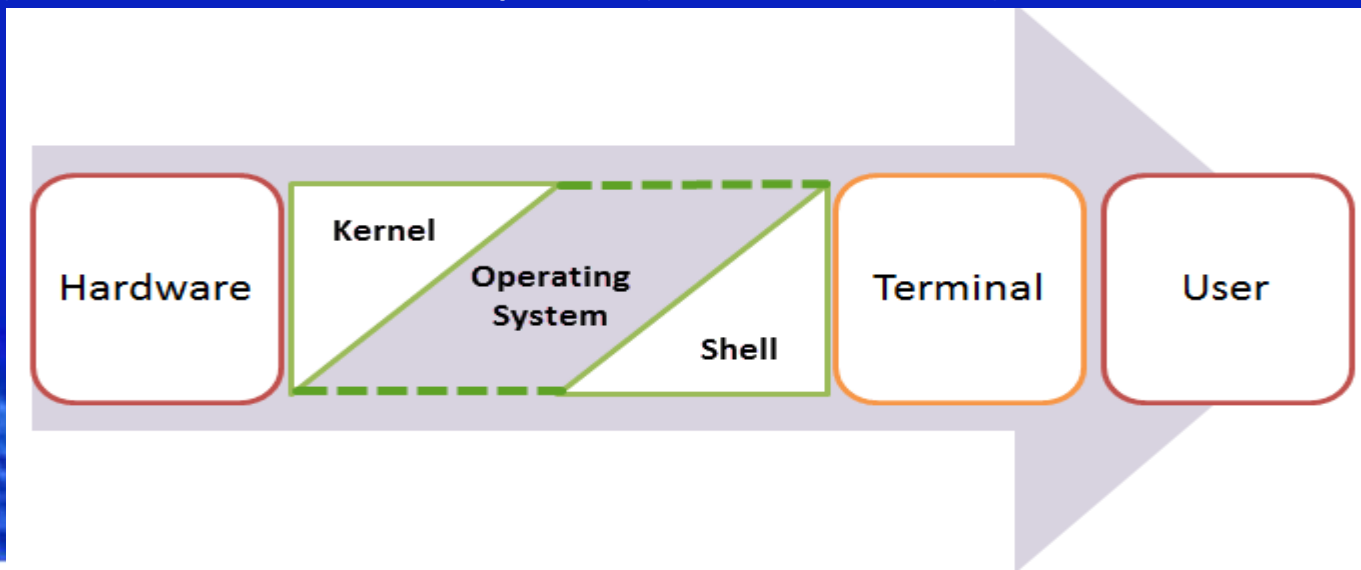 Hardware
Kernel
Operating
System
Shell
Terminal
User